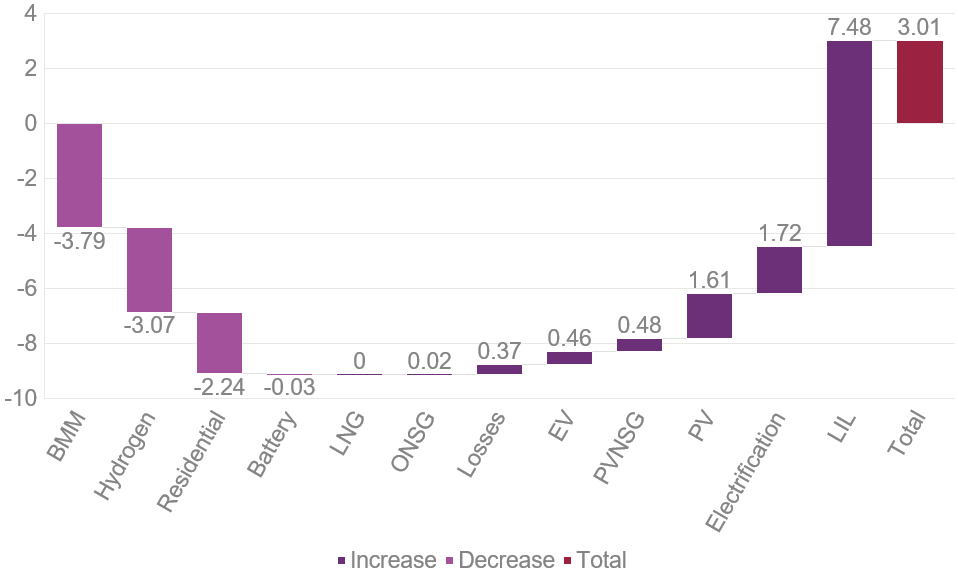 4
2
0
-2
-4
-6
-8
-10
-3.79
-3.07
-2.24
-0.03
0
0.02
0.37
0.46
0.48
1.61
1.72
7.48
3.01
BMM
Hydrogen
Residential
Battery
LNG
ONSG
Losses
EV
PVNSG
PV
Electrification
LIL
Total
Increase Decrease Total